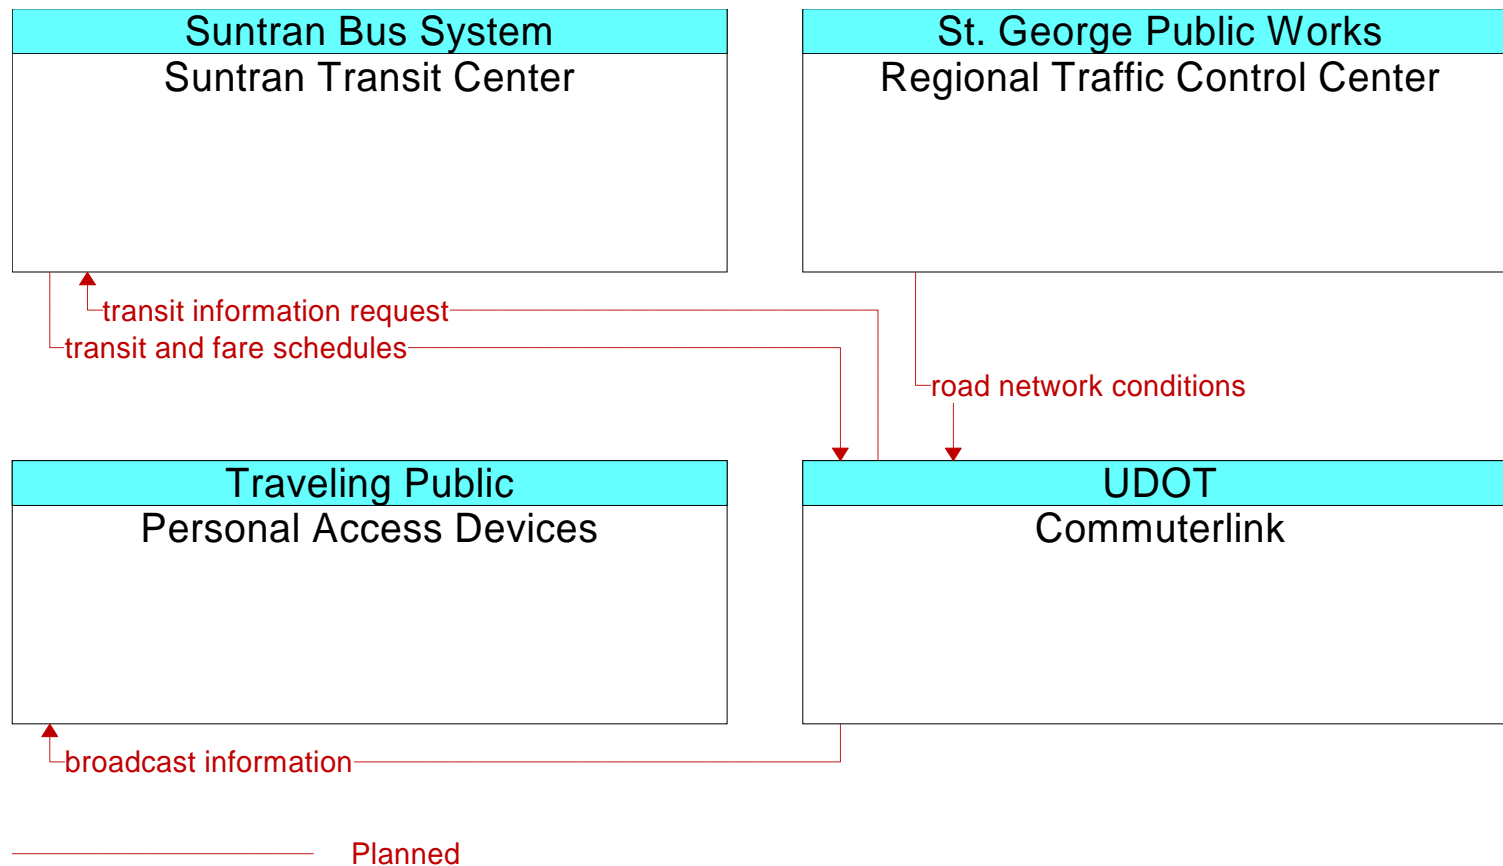 Suntran Bus System
Suntran Transit Center
St. George Public Works
Regional Traffic Control Center
transit information request
transit and fare schedules
road network conditions
Traveling Public
Personal Access Devices
UDOT
Commuterlink
broadcast information
Planned